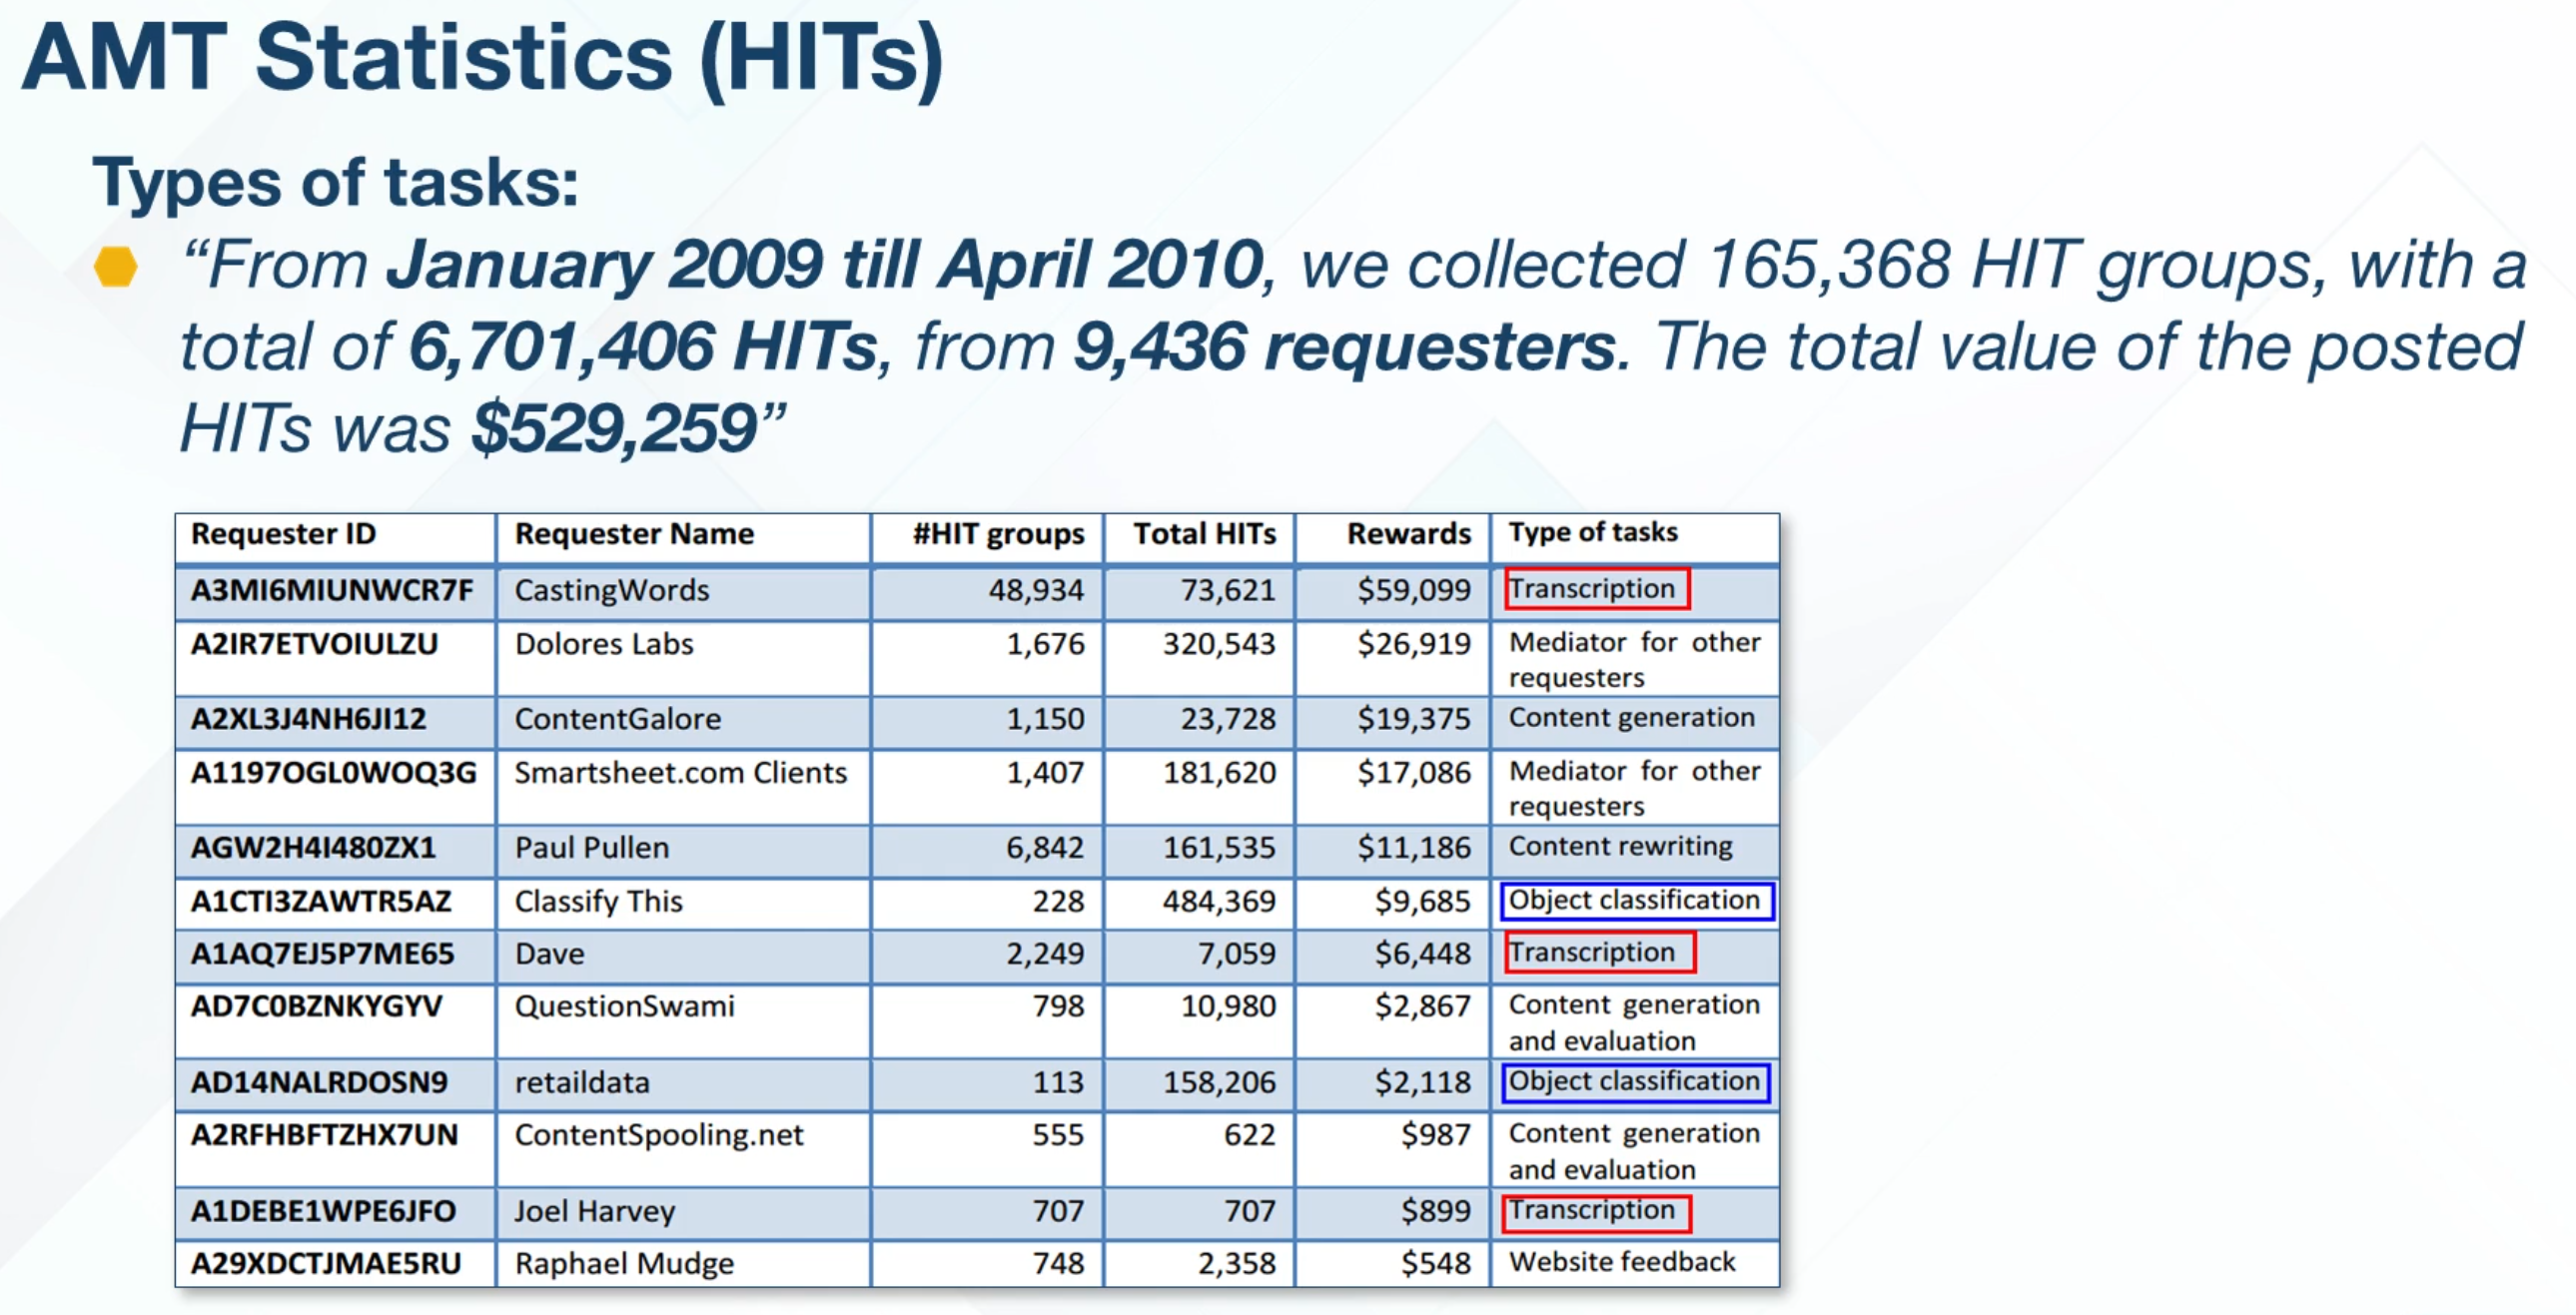 AMT Statistics (HITs)
Types of tasks:
“From January 2009 till April 2010, we collected 165,368 HIT groups, with a
total of 6,701,406 HITs, from 9,436 requesters. The total value of the posted
HITs was $529,259”
Requester ID Requester Name #HIT groups Total HITs Rewards Type of tasks
A3MI6MIUNWCR7F CastingWords 48,934 73,621 $59,099 Transcription
A2IR7ETVOIULZU Dolores Labs 1,676 320,543 $26,919 Mediator for other
requesters
A2XL3J4NH6JI12 ContentGalore 1,150 23,728 $19,375 Content generation
A1197OGL0WOQ3G Smartsheet.com Clients 1,407 181,620 $17,086 Mediator for other
requesters
AGW2H4I480ZX1 Paul Pullen 6,842 161,535 $11,186 Content rewriting
A1CTI3ZAWTR5AZ Classify This 228 484,369 $9,685 Object classification
A1AQ7EJ5P7ME65 Dave 2,249 7,059 $6,448 Transcription
AD7C0BZNKYGYV QuestionSwami 798 10,980 $2,867 Content generation
and evaluation
AD14NALRDOSN9 retaildata 113 158,206 $2,118 Object classification
A2RFHBFTZHX7UN ContentSpooling.net 555 622 $987 Content generation
and evaluation
A1DEBE1WPE6JFO Joel Harvey 707 707 $899 Transcription
A29XDCTJMAE5RU Raphael Mudge 748 2,358 $548 Website feedback